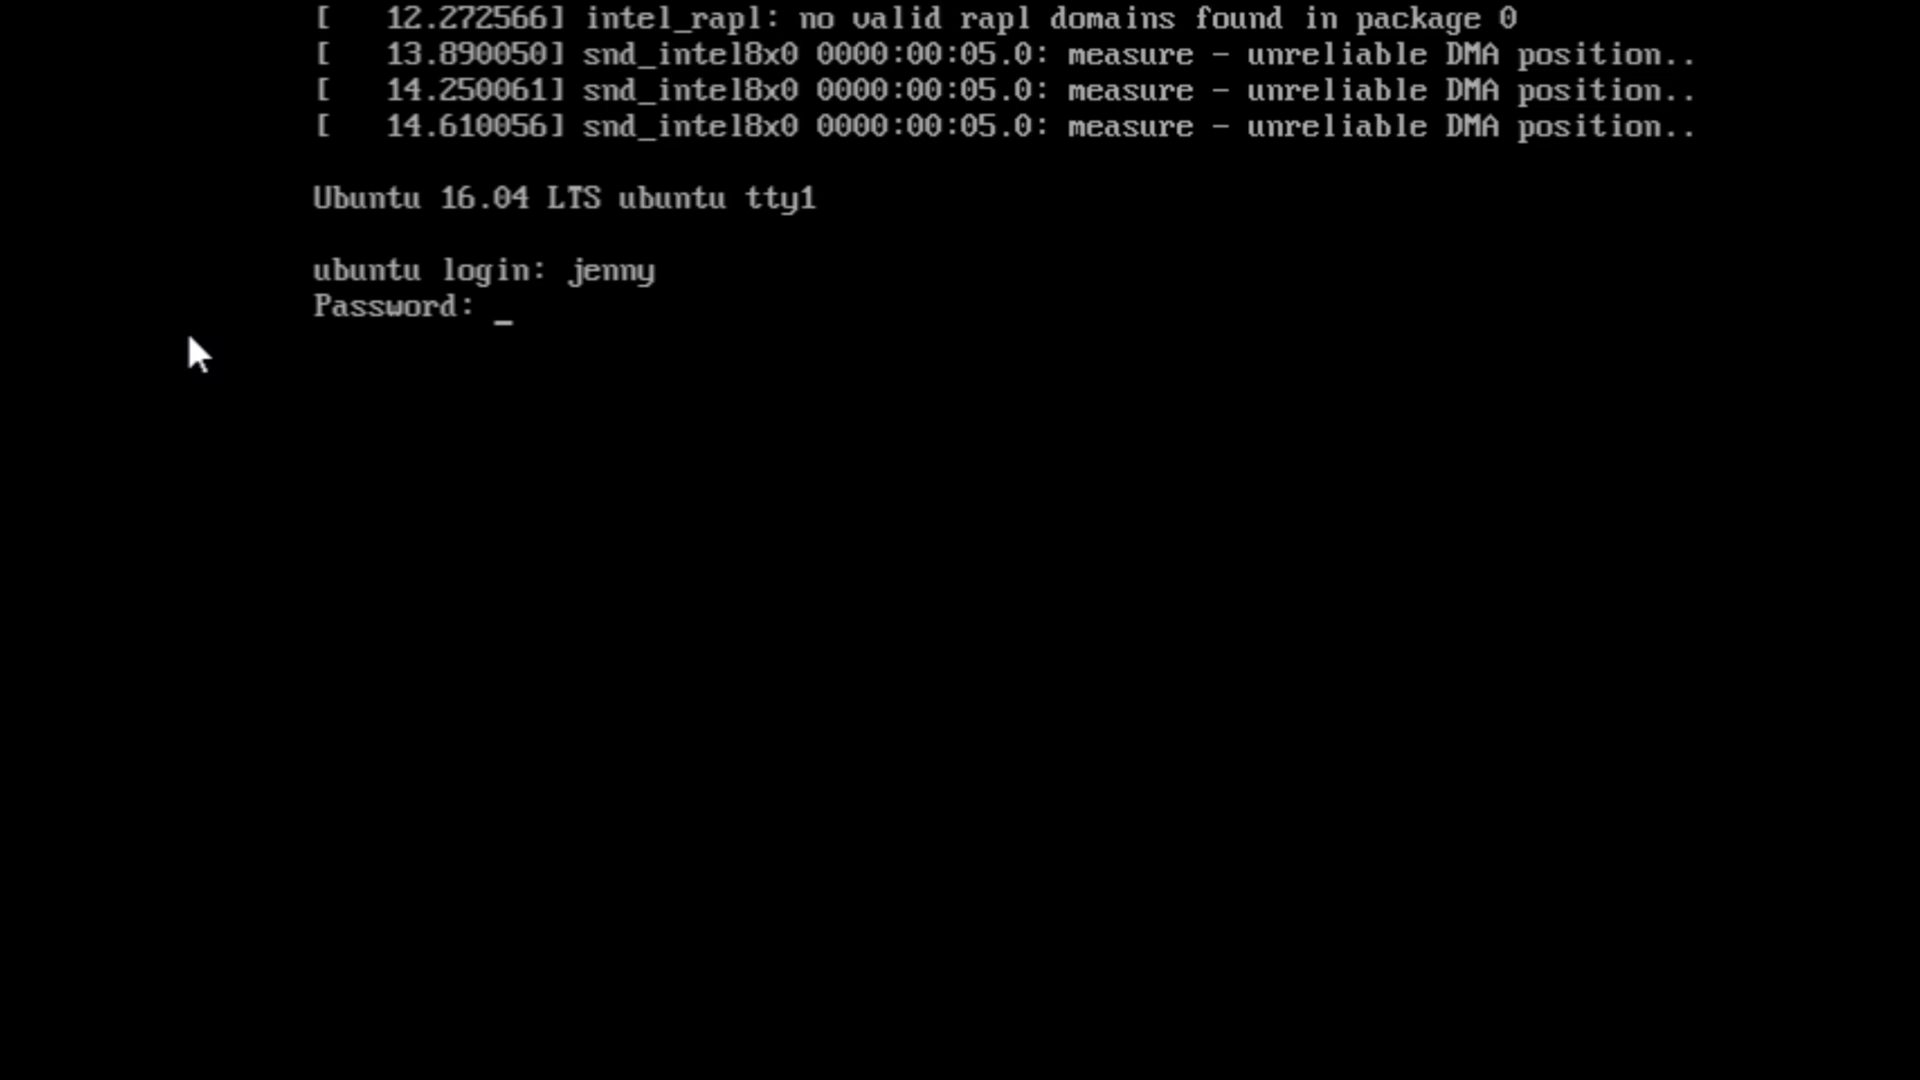 [   12.272566] intel_rapl: no valid rapl domains found in package 0
[   13.890050] snd_intel8x0 0000:00:05.0: measure - unreliable DMA position..
[   14.250061] snd_intel8x0 0000:00:05.0: measure - unreliable DMA position..
[   14.610056] snd_intel8x0 0000:00:05.0: measure - unreliable DMA position..
Ubuntu 16.04 LTS ubuntu tty1
ubuntu login: jenny
Password: _